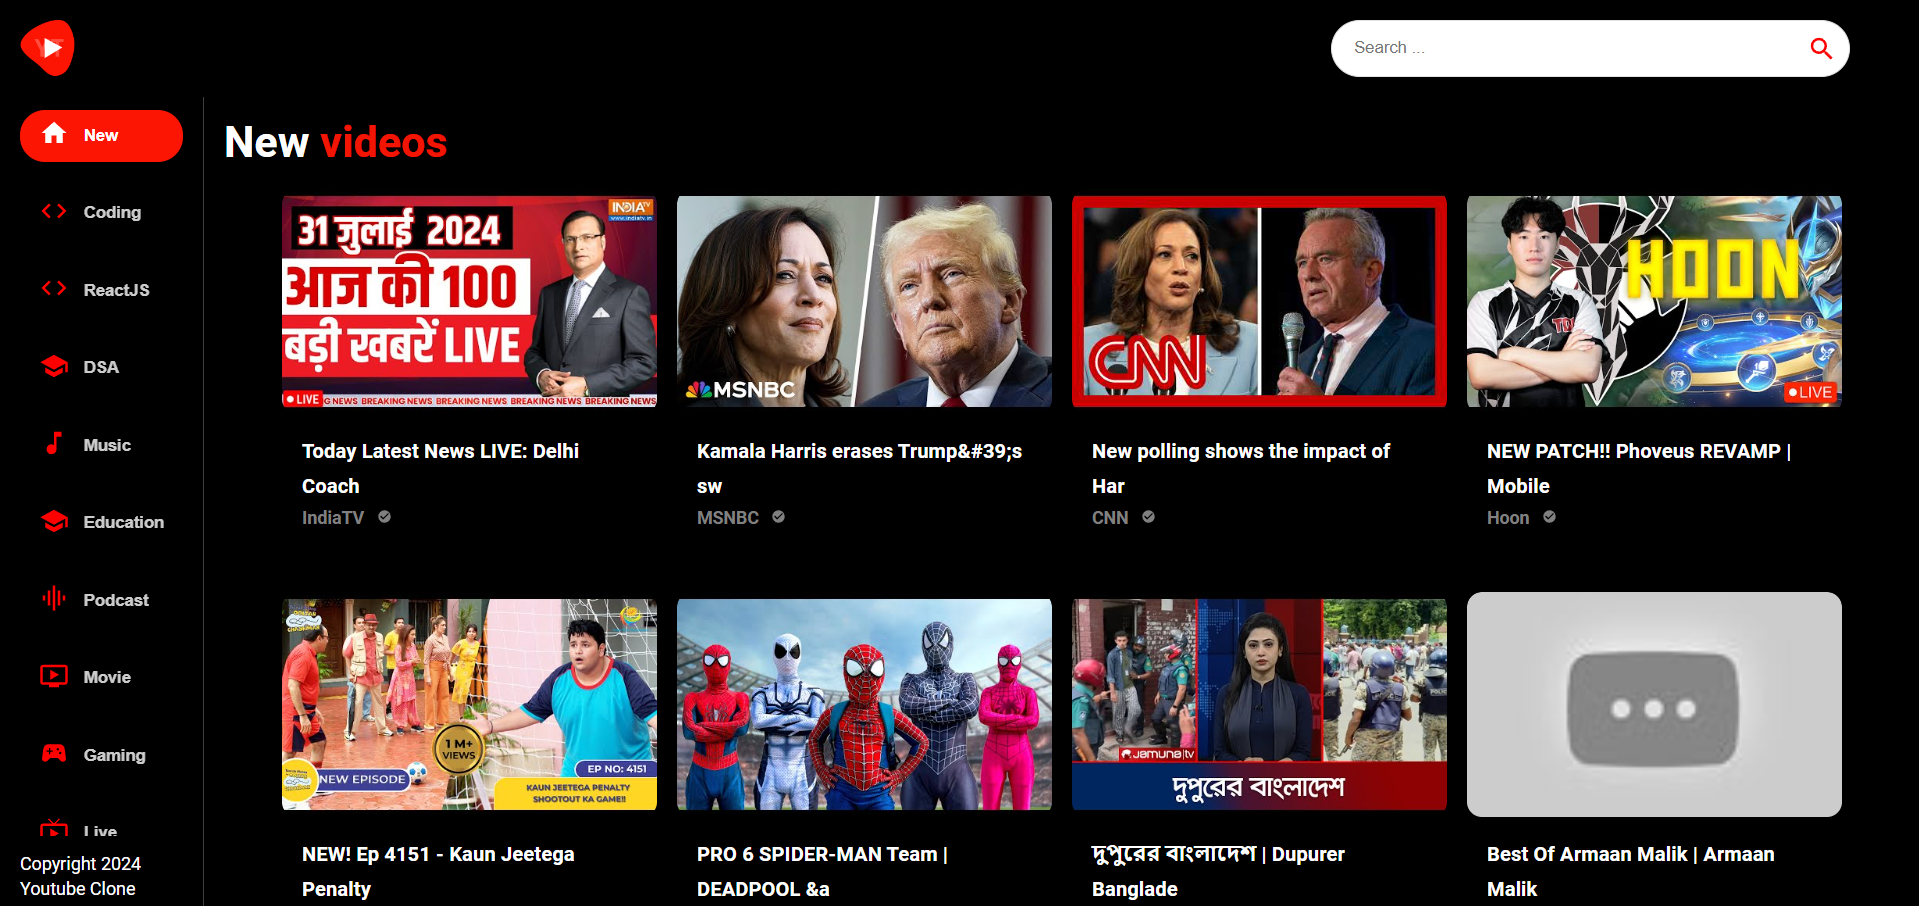 YT
Search ...
New
Coding
ReactJS
DSA
Music
Education
Podcast
Movie
Gaming
Live
Copyright 2024
Youtube Clone
New videos
31 जुलाई 2024
INDIA TV
www.indiatv.in
आज की 100
बड़ी खबरें LIVE
LIVE
G NEWS BREAKING NEWS BREAKING NEWS BREAKING NEWS BREAKING NEWS
MSNBC
CNN
HOON
LIVE
Today Latest News LIVE: Delhi
Coach
IndiaTV
Kamala Harris erases Trump&#39;s
sw
MSNBC
New polling shows the impact of
Har
CNN
NEW PATCH!! Phoveus REVAMP |
Mobile
Hoon
1 M+
VIEWS
NEW EPISODE
EP NO: 4151
KAUN JEETEGA PENALTY
SHOOTOUT KA GAME!!
Jamuna tv
দুপুরের বাংলাদেশ
NEW! Ep 4151 - Kaun Jeetega
Penalty
PRO 6 SPIDER-MAN Team |
DEADPOOL &a
দুপুরের বাংলাদেশ | Dupurer
Banglade
Best Of Armaan Malik | Armaan
Malik